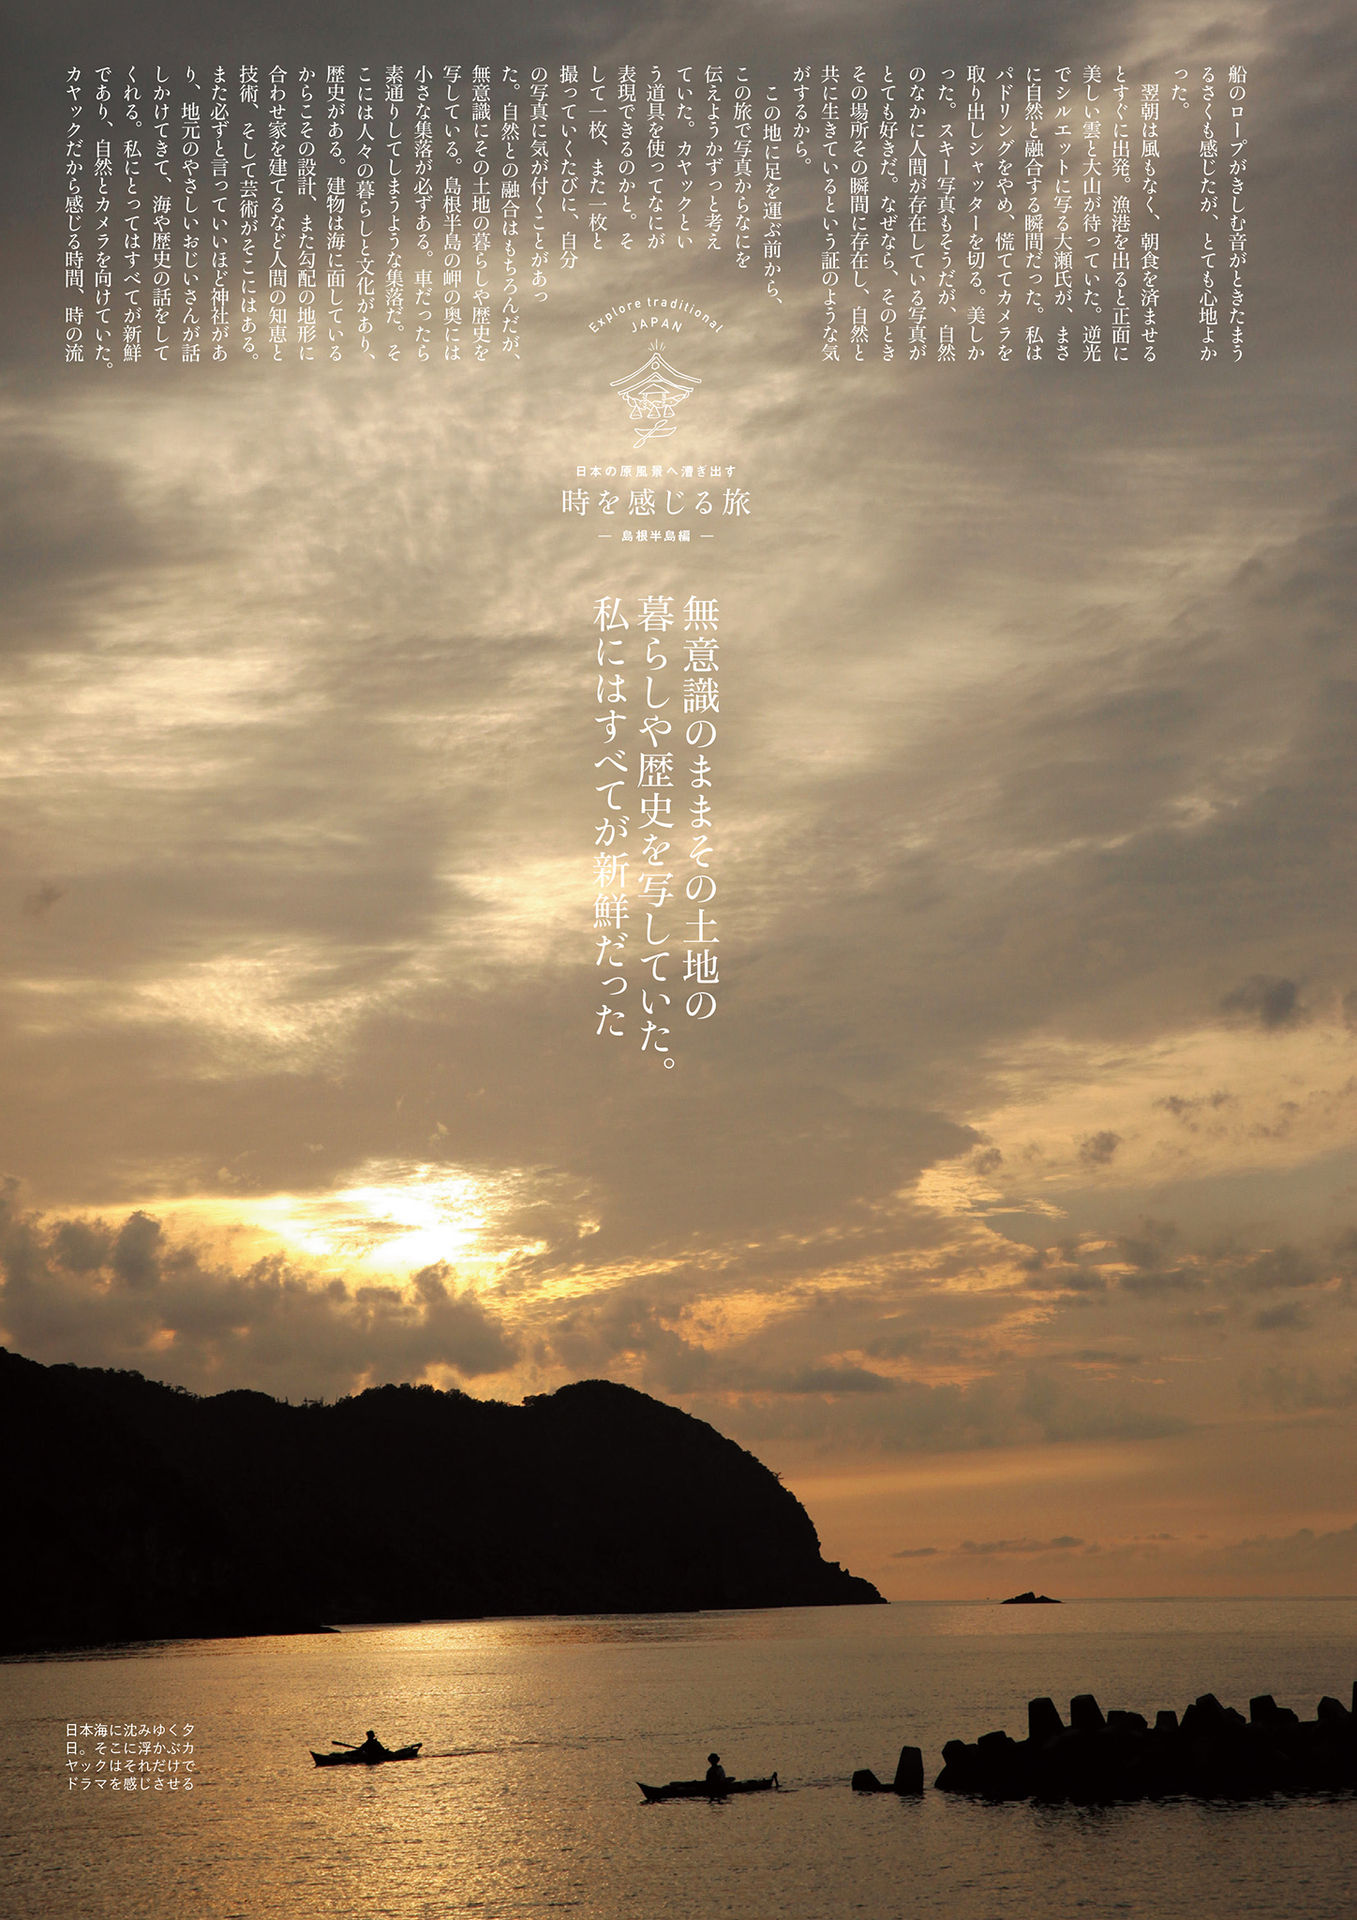 船のロープがきしむ音がときたまう
るさくも感じたが、とても心地よか
った。
翌朝は風もなく、朝食を済ませる
とすぐに出発。漁港を出ると正面に
美しい雲と大山が待っていた。逆光
でシルエットに写る大瀬氏が、まさ
に自然と融合する瞬間だった。私は
パドリングをやめ、慌ててカメラを
取り出しシャッターを切る。美しか
った。スキー写真もそうだが、自然
のなかに人間が存在している写真が
とても好きだ。なぜなら、そのとき
その場所その瞬間に存在し、自然と
共に生きているという証のような気
がするから。
この地に足を運ぶ前から、
この旅で写真からなにを
伝えようかずっと考え
ていた。カヤックとい
う道具を使ってなにが
表現できるのかと。そ
して一枚、また一枚と
撮っていくたびに、自分
の写真に気が付くことがあっ
た。自然との融合はもちろんだが、
無意識にその土地の暮らしや歴史を
写している。島根半島の岬の奥には
小さな集落が必ずある。車だったら
素通りしてしまうような集落だ。そ
こには人々の暮らしと文化があり、
歴史がある。建物は海に面している
からこその設計、また勾配の地形に
合わせ家を建てるなど人間の知恵と
技術、そして芸術がそこにはある。
また必ずと言っていいほど神社があ
り、地元のやさしいおじいさんが話
しかけてきて、海や歴史の話をして
くれる。私にとってはすべてが新鮮
であり、自然とカメラを向けていた。
カヤックだから感じる時間、時の流
Explore traditional
JAPAN
日本の原風景へ漕ぎ出す
時を感じる旅
— 島根半島編 —
無意識のままその土地の
暮らしや歴史を写していた。
私にはすべてが新鮮だった
日本海に沈みゆく夕
日。そこに浮かぶカ
ヤックはそれだけで
ドラマを感じさせる